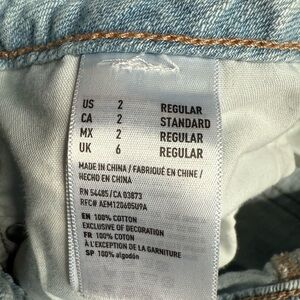 US 2 REGULAR
CA 2 STANDARD
MX 2 REGULAR
UK 6 REGULAR
MADE IN CHINA / FABRIQUÉ EN CHINE /
HECHO EN CHINA
RN 54485/CA 03873
RFC# AEM120605U9A
EN 100% COTTON
EXCLUSIVE OF DECORATION
FR 100% COTON
À L'EXCEPTION DE LA GARNITURE
SP 100% algodón